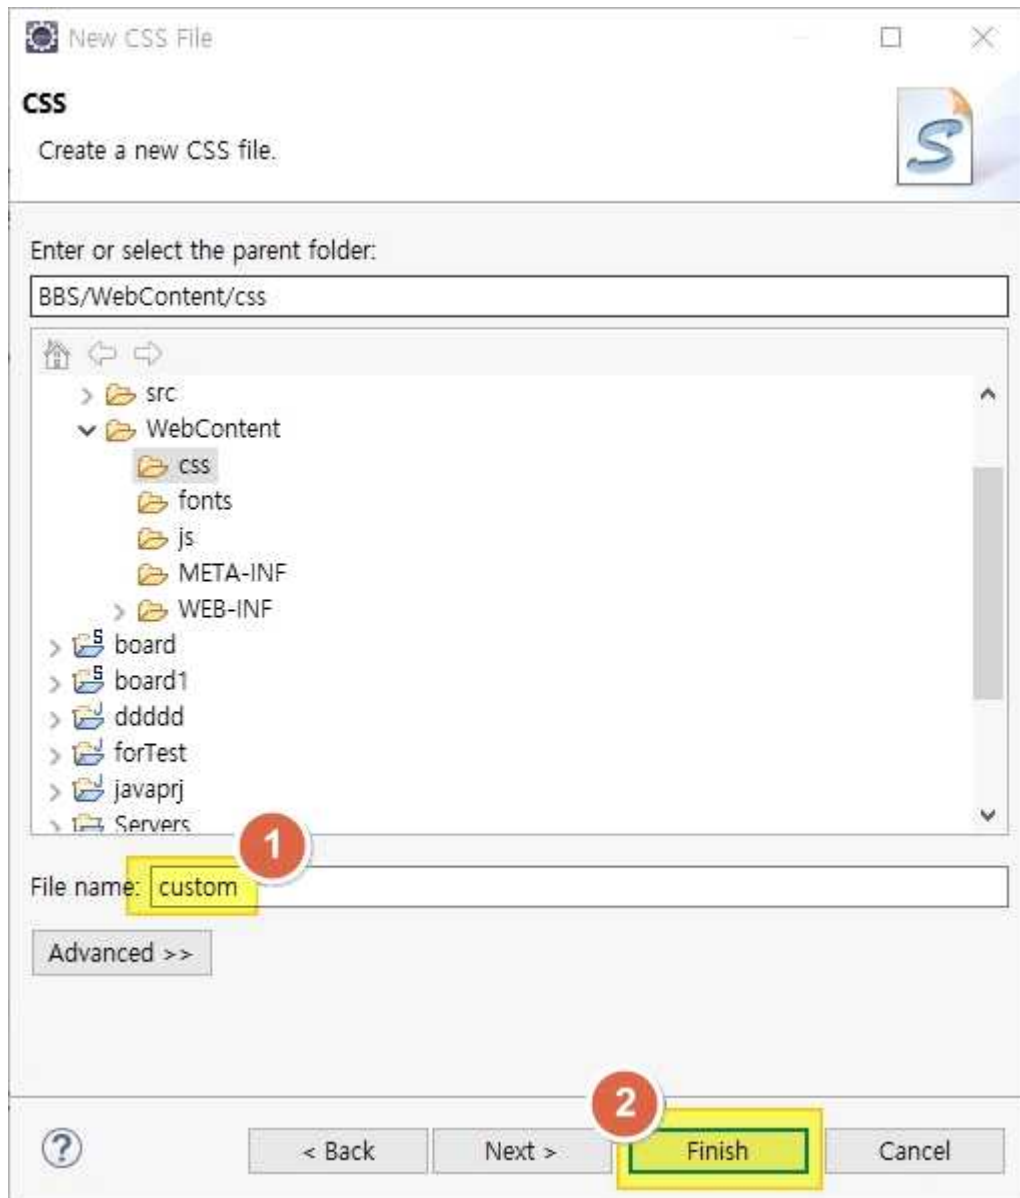 New CSS File
CSS
Create a new CSS file.
Enter or select the parent folder:
BBS/WebContent/css
src
WebContent
css
fonts
js
META-INF
WEB-INF
board
board1
ddddd
forTest
javaprj
Servers
1
File name: custom
Advanced >>
2
? < Back Next > Finish Cancel